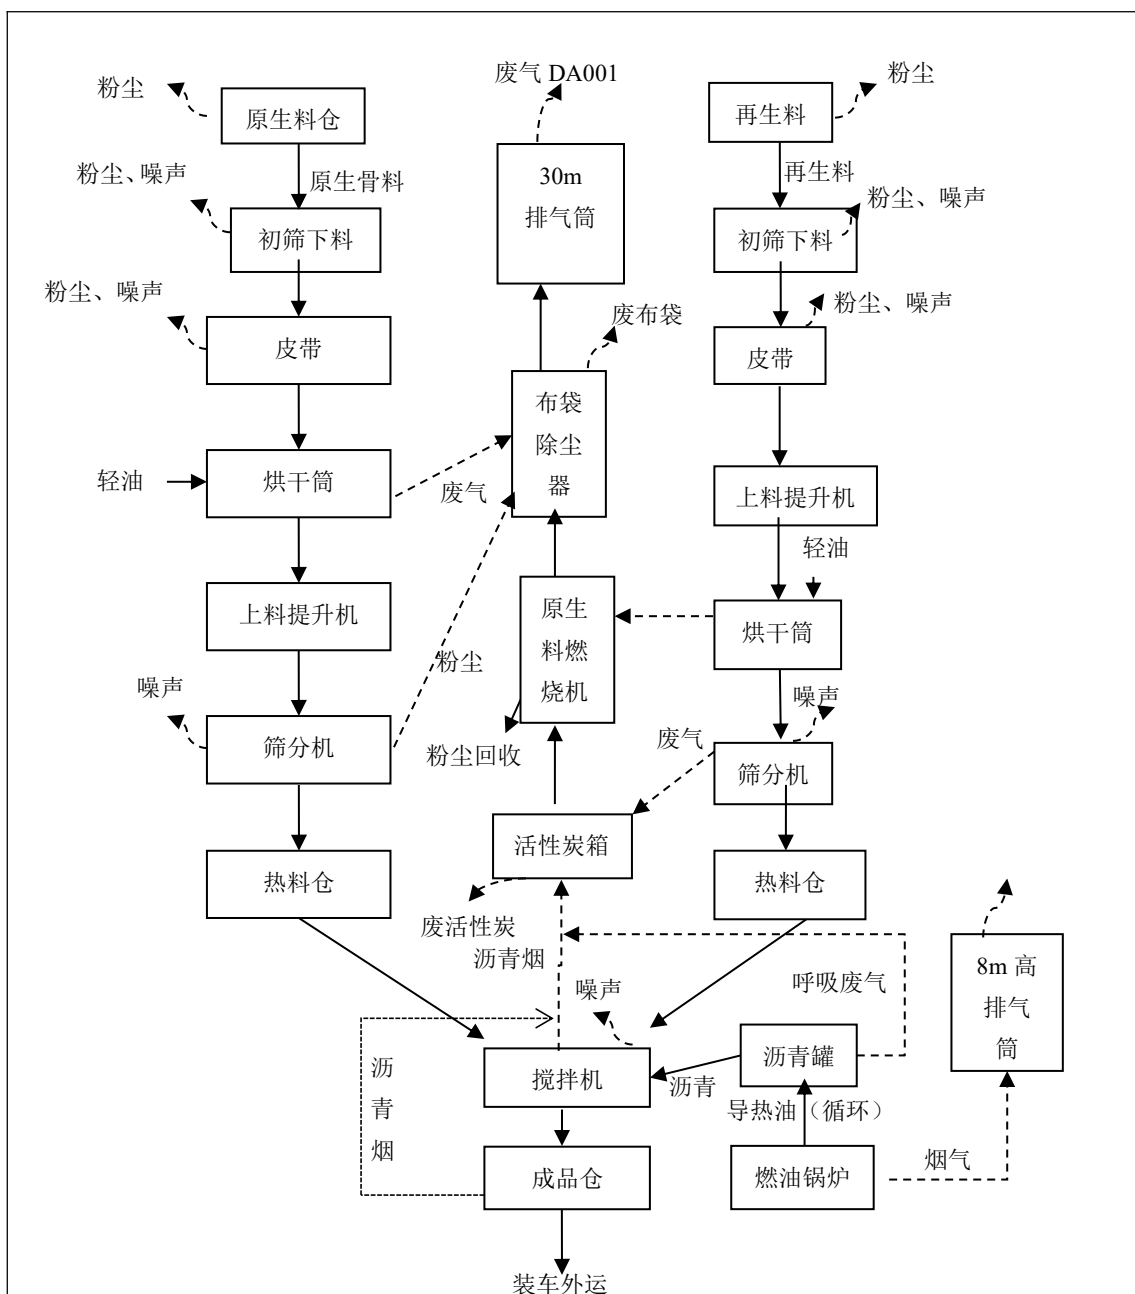 废气 DA001
粉尘
粉尘
原生料仓
再生料
30m
排气筒
粉尘、噪声
原生骨料
再生料
粉尘、噪声
初筛下料
初筛下料
粉尘、噪声
粉尘、噪声
废布袋
皮带
皮带
布袋
除尘
器
轻油
烘干筒
废气
上料提升机
轻油
上料提升机
原生
料燃
烧机
烘干筒
粉尘
噪声
噪声
筛分机
粉尘回收
废气
筛分机
活性炭箱
热料仓
热料仓
废活性炭
沥青烟
8m 高
排气
筒
呼吸废气
噪声
沥青罐
沥
青
烟
搅拌机
沥青
导热油（循环）
成品仓
燃油锅炉
烟气
装车外运